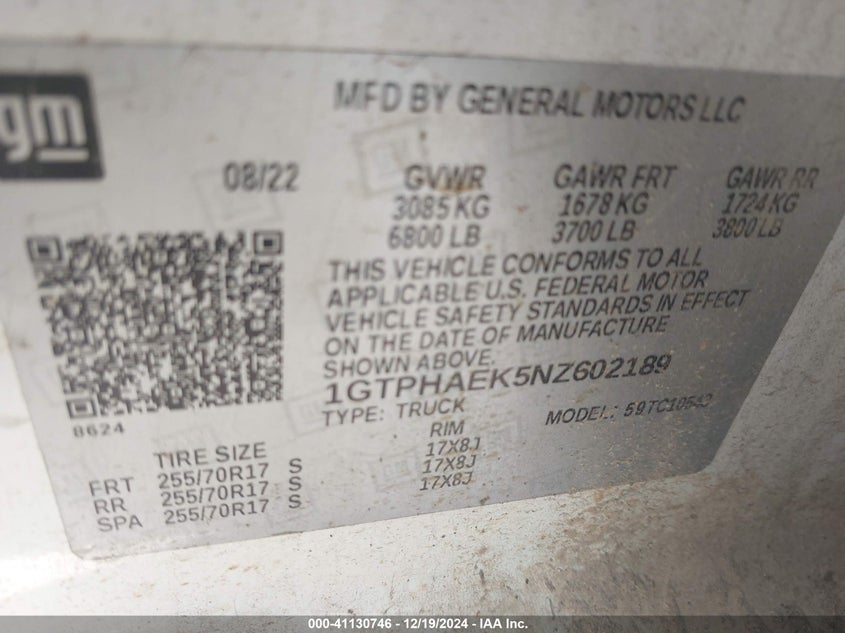 gm
MFD BY GENERAL MOTORS LLC
08/22 GVWR GAWR FRT GAWR RR
3085 KG 1678 KG 1724 KG
6800 LB 3700 LB 3800 LB
THIS VEHICLE CONFORMS TO ALL
APPLICABLE U.S. FEDERAL MOTOR
VEHICLE SAFETY STANDARDS IN EFFECT
ON THE DATE OF MANUFACTURE
SHOWN ABOVE.
1GTPHAEK5NZ602189
8624 TYPE: TRUCK MODEL:
TIRE SIZE RIM
FRT 255/70R17 S 17X8J
RR 255/70R17 S 17X8J
SPA 255/70R17 S 17X8J
000-41130746 - 12/19/2024 - IAA Inc.